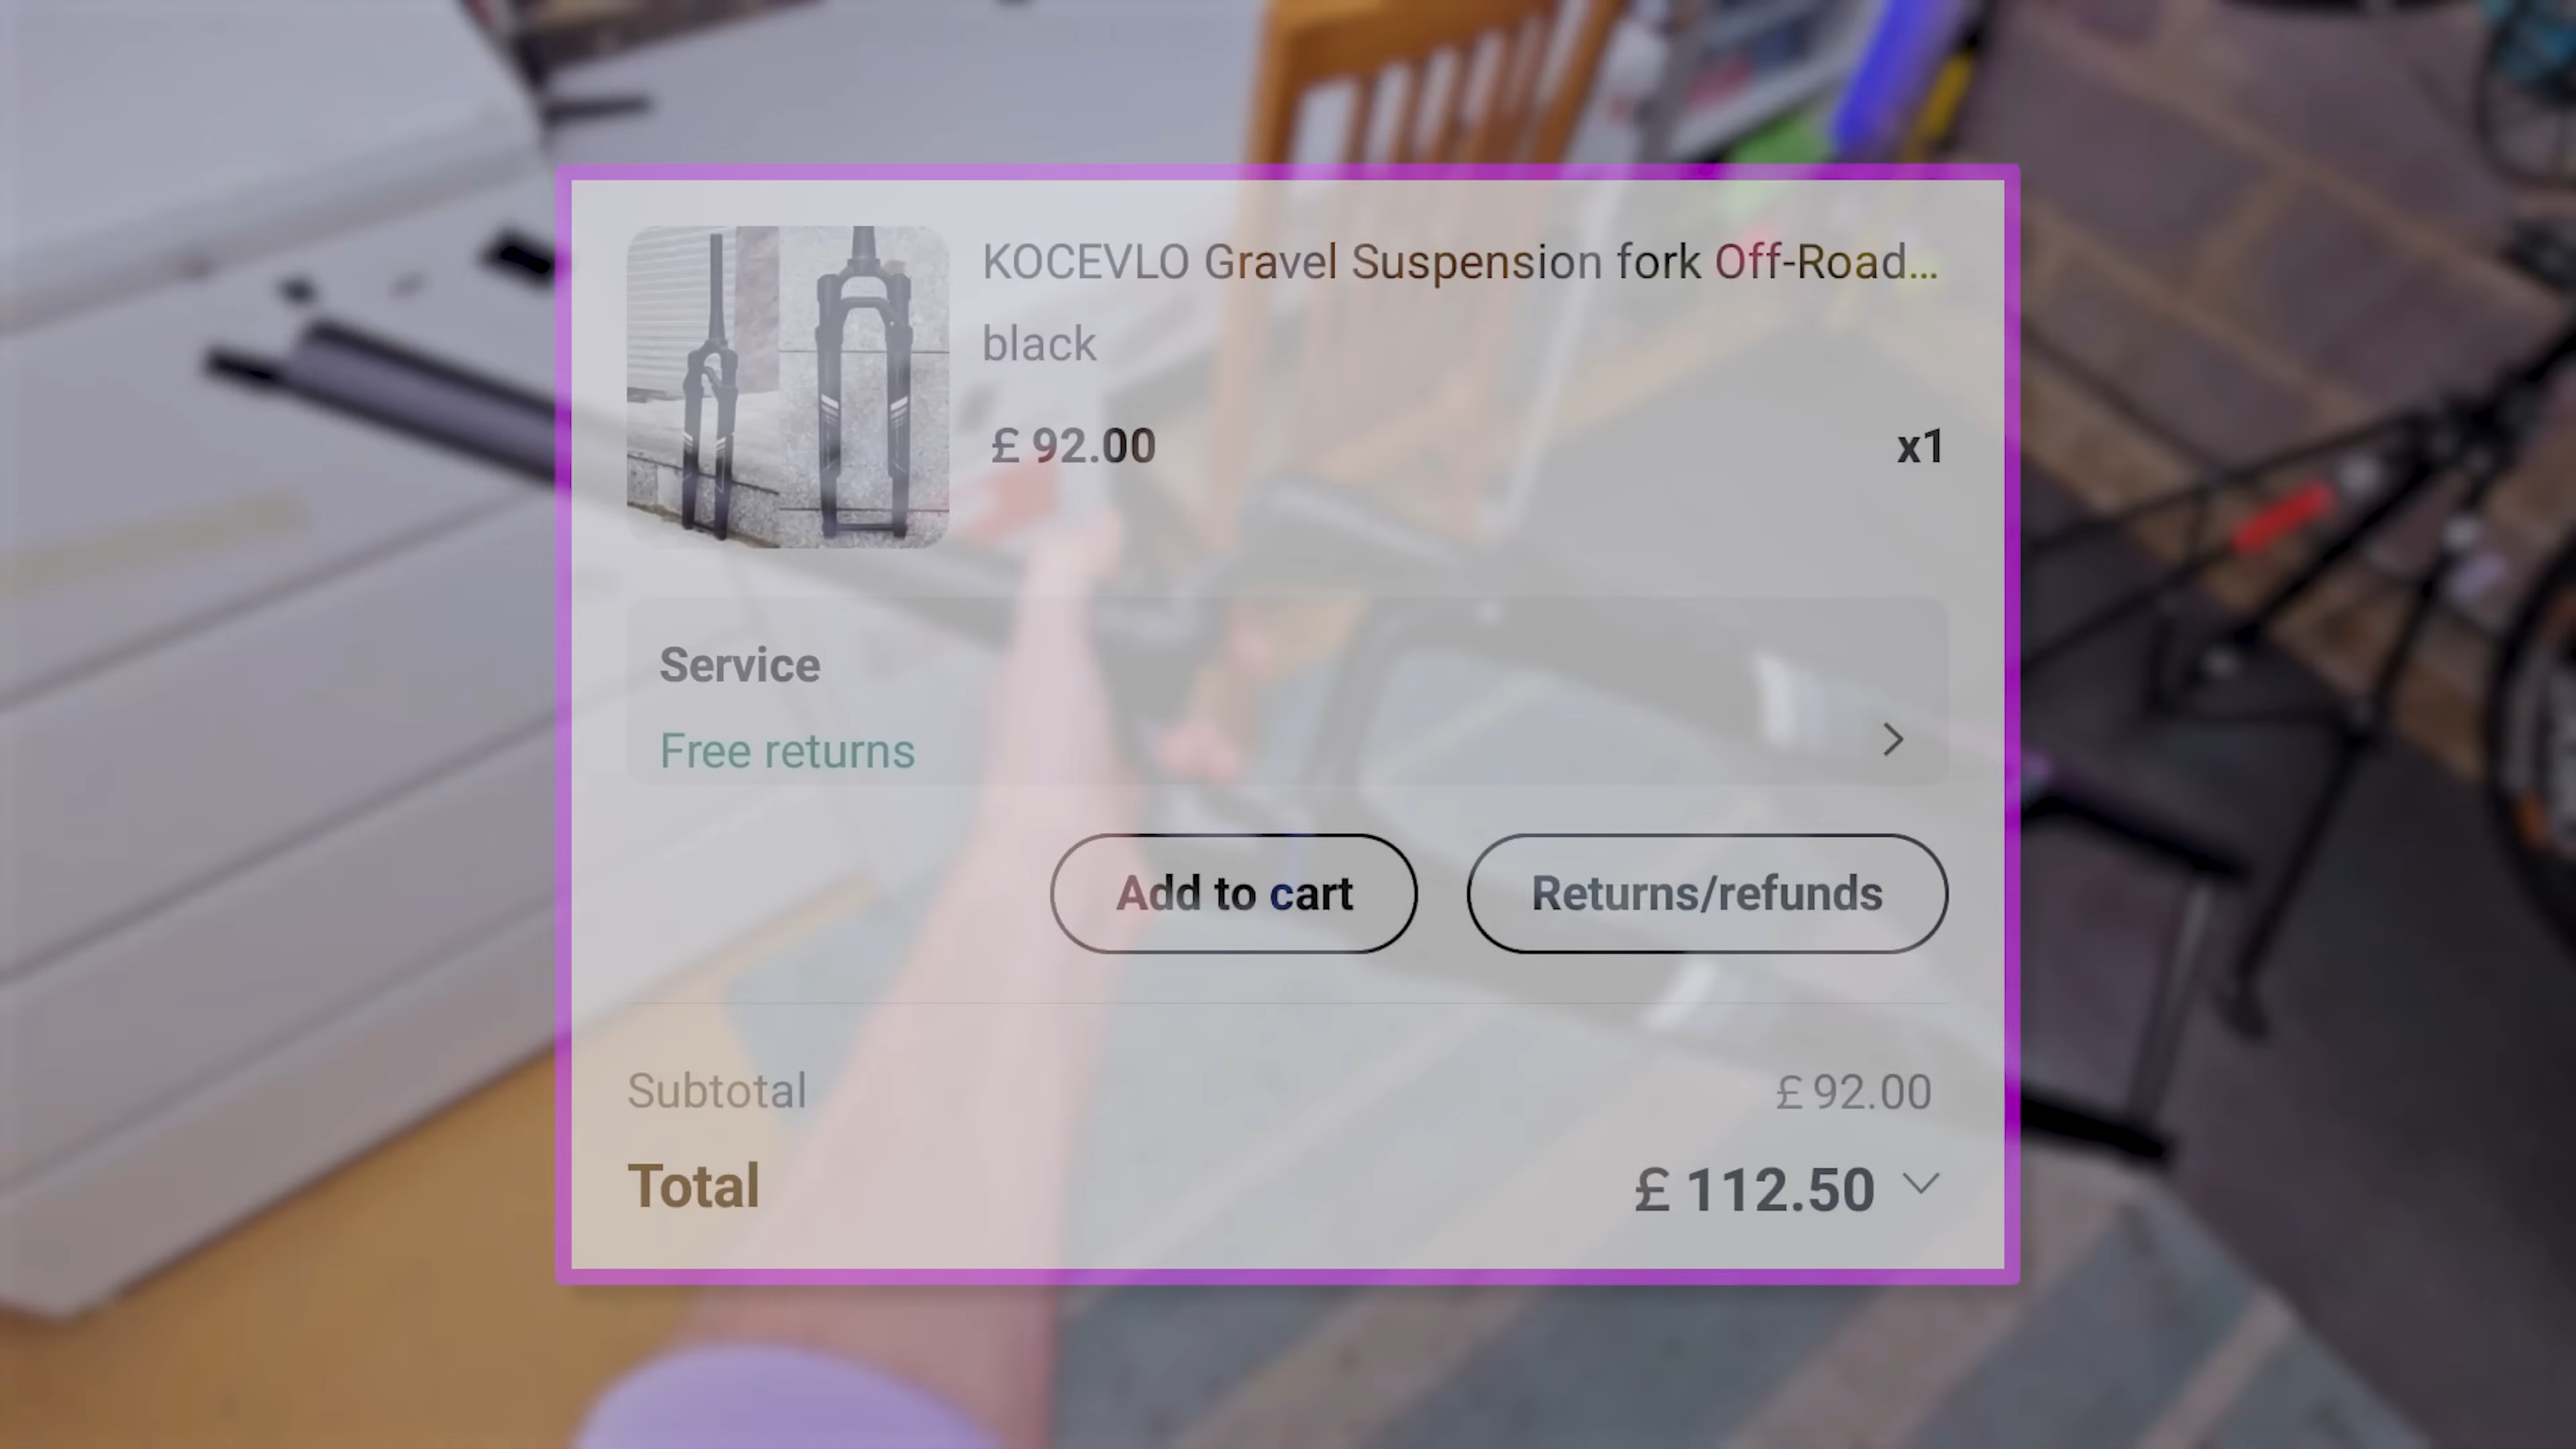 KOCEVLO Gravel Suspension fork Off-Road...
black
£ 92.00
x1
Service
Free returns
Add to cart
Returns/refunds
Subtotal
£ 92.00
Total
£ 112.50